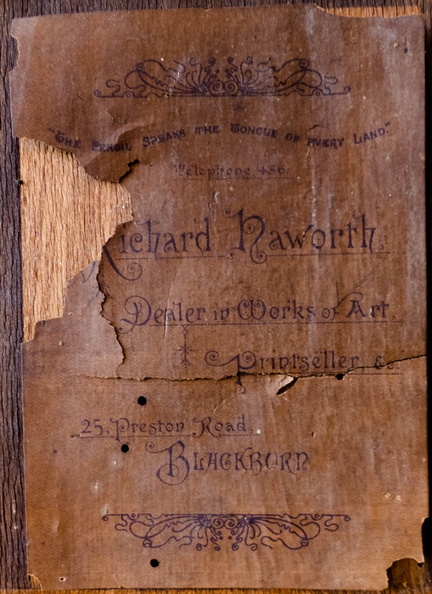 "The Pencil Speaks the Tongue of Every Land."
Telephone 456.
Richard Haworth,
Dealer in Works of Art,
Printseller, &c.
25, Preston Road,
Blackburn